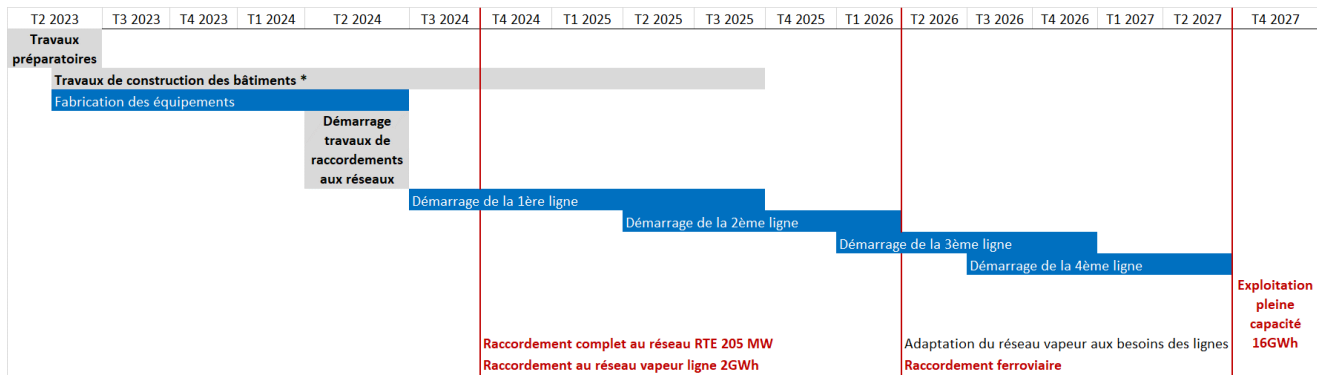 T2 2023 T3 2023 T4 2023 T1 2024 T2 2024 T3 2024 T4 2024 T1 2025 T2 2025 T3 2025 T4 2025 T1 2026 T2 2026 T3 2026 T4 2026 T1 2027 T2 2027 T4 2027
Travaux
préparatoires
Travaux de construction des bâtiments *
Fabrication des équipements
Démarrage
travaux de
raccordements
aux réseaux
Démarrage de la 1ère ligne
Démarrage de la 2ème ligne
Démarrage de la 3ème ligne
Démarrage de la 4ème ligne
Exploitation
pleine
capacité
16GWh
Raccordement complet au réseau RTE 205 MW
Raccordement au réseau vapeur ligne 2GWh
Adaptation du réseau vapeur aux besoins des lignes
Raccordement ferroviaire